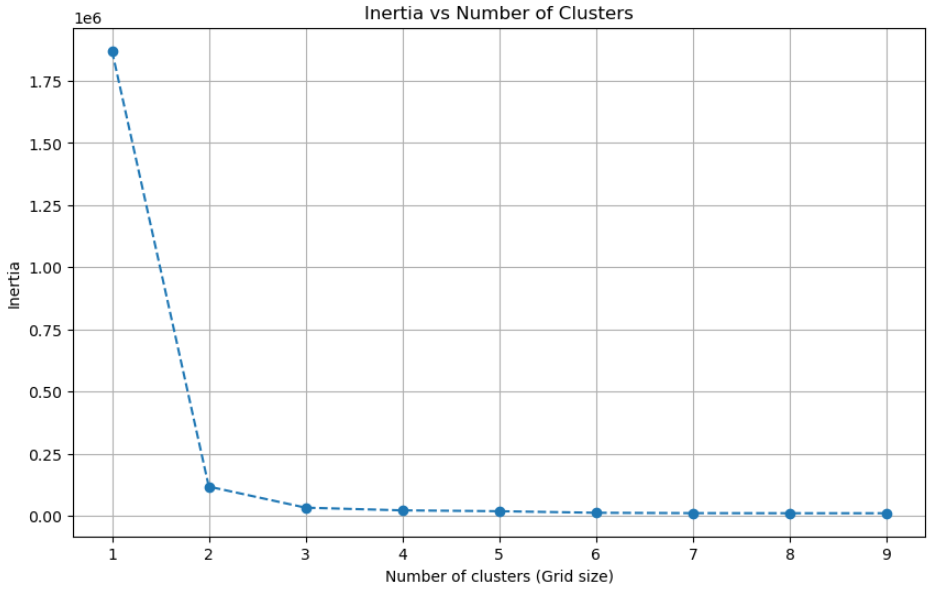 Inertia vs Number of Clusters
1e6
1.75
1.50
1.25
1.00
0.75
0.50
0.25
0.00
Inertia
1 2 3 4 5 6 7 8 9
Number of clusters (Grid size)